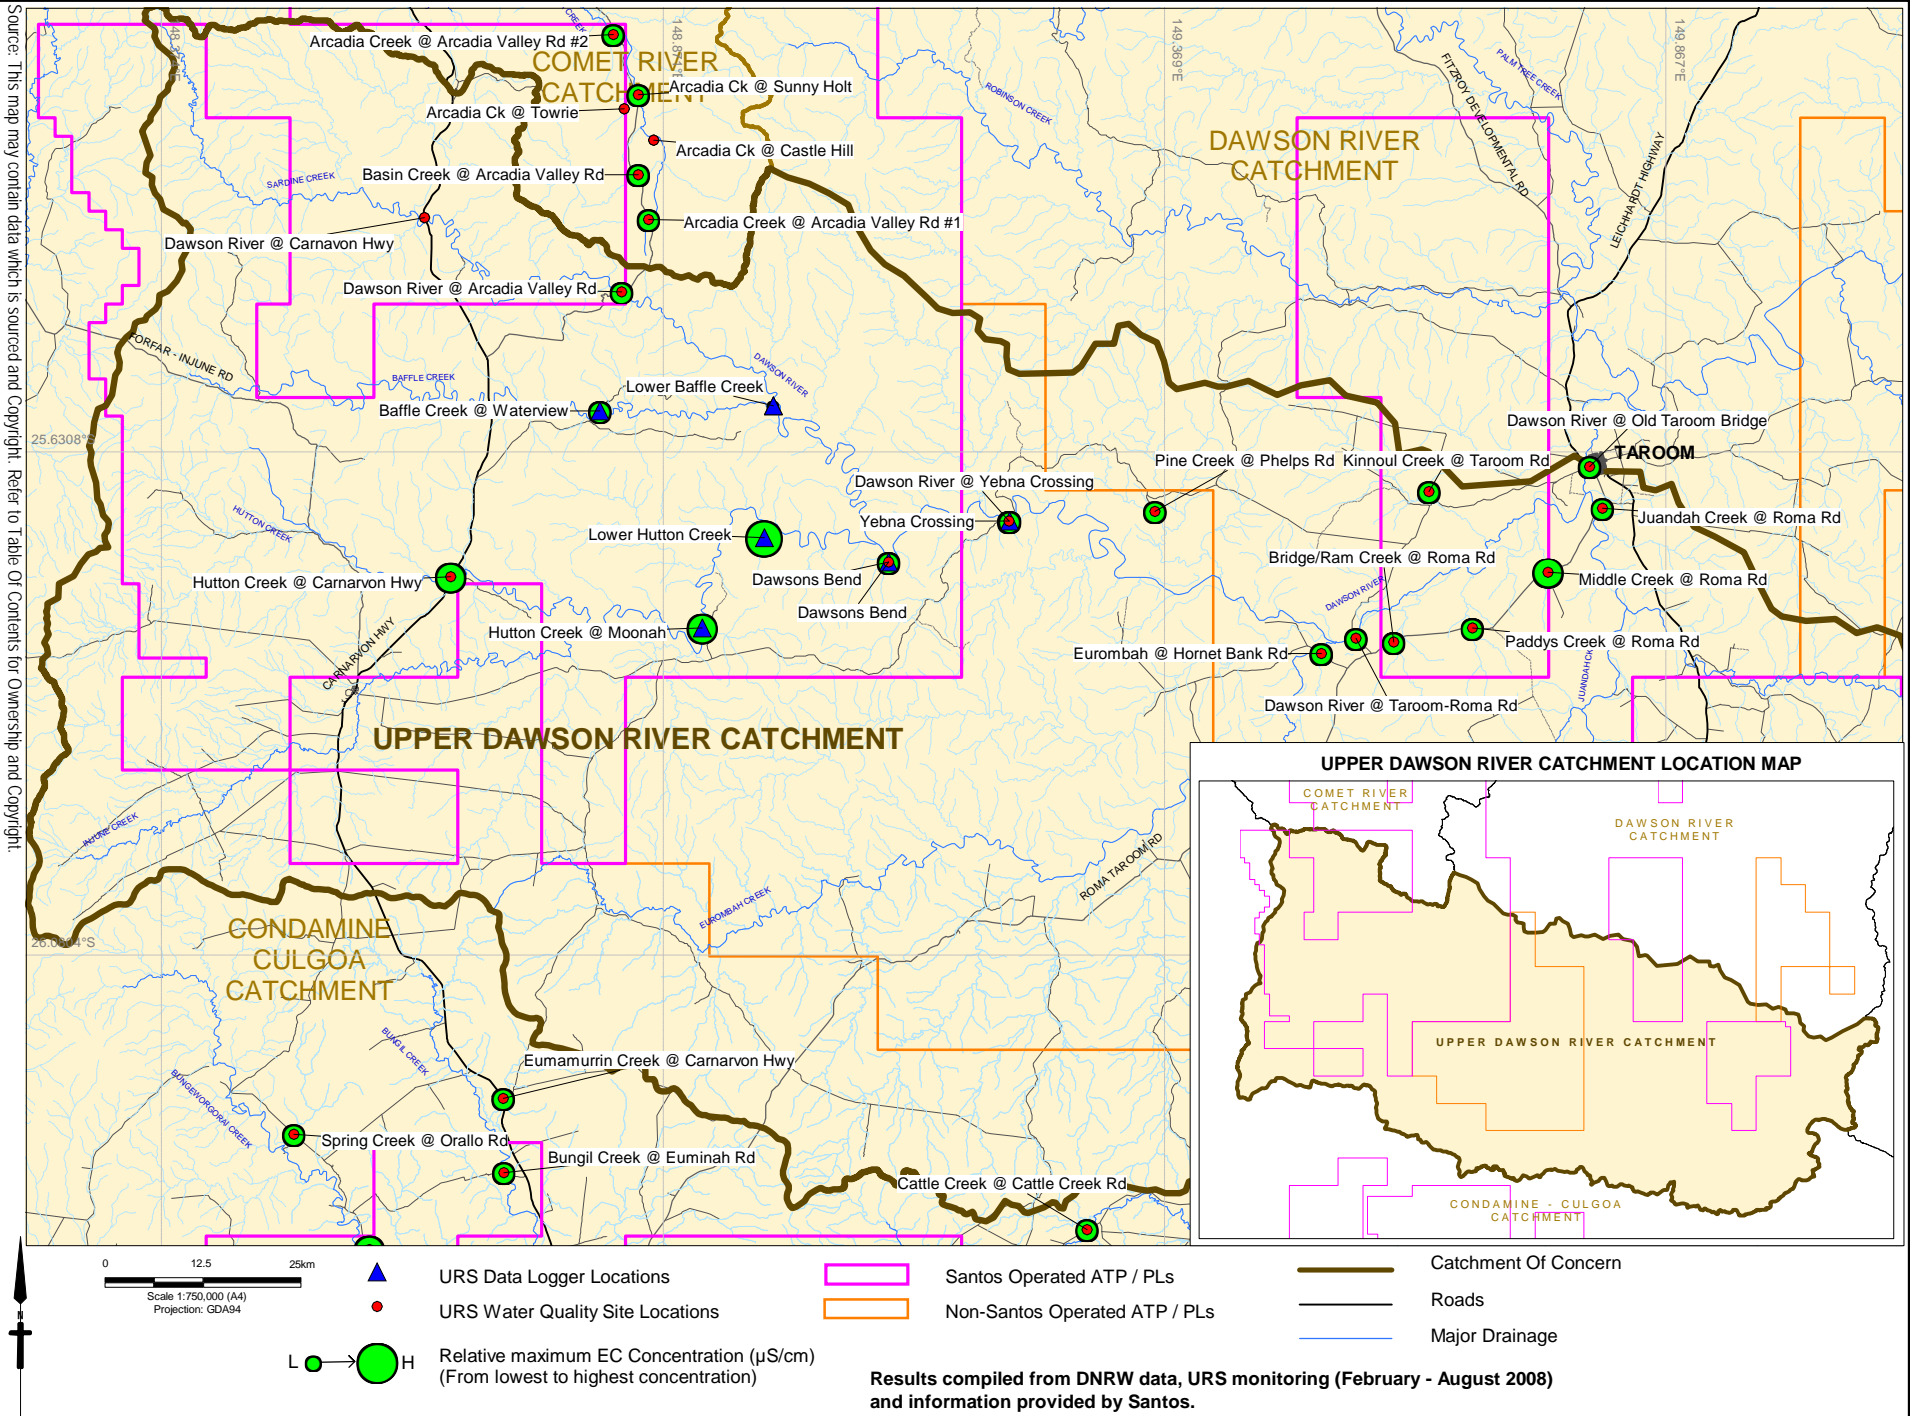 Source: This map may contain data which is sourced and Copyright. Refer to Table Of Contents for Ownership and Copyright.
148.871°E
149.369°E
149.867°E
25.6308°S
CREEK
Arcadia Creek @ Arcadia Valley Rd #2
COMET RIVER
CATCHMENT
Arcadia Ck @ Sunny Holt
Arcadia Ck @ Towrie
Arcadia Ck @ Castle Hill
Basin Creek @ Arcadia Valley Rd
Arcadia Creek @ Arcadia Valley Rd #1
SARDINE CREEK
Dawson River @ Carnavon Hwy
Dawson River @ Arcadia Valley Rd
ROBINSON CREEK
PALM TREE CREEK
FITZROY DEVELOPMENTAL RD
LEICHHARDT HIGHWAY
DAWSON RIVER
CATCHMENT
FORFAR - INJUNE RD
BAFFLE CREEK
DAWSON RIVER
Lower Baffle Creek
Baffle Creek @ Waterview
Dawson River @ Old Taroom Bridge
TAROOM
Pine Creek @ Phelps Rd
Kinnoul Creek @ Taroom Rd
Dawson River @ Yebna Crossing
Yebna Crossing
Juandah Creek @ Roma Rd
HUTTON CREEK
Lower Hutton Creek
Bridge/Ram Creek @ Roma Rd
Hutton Creek @ Carnarvon Hwy
Dawsons Bend
Middle Creek @ Roma Rd
DAWSON RIVER
Dawsons Bend
Hutton Creek @ Moonah
Paddys Creek @ Roma Rd
Eurombah @ Hornet Bank Rd
CARNARVON HWY
JUANDAH CK
Dawson River @ Taroom-Roma Rd
UPPER DAWSON RIVER CATCHMENT
INJUNE CREEK
ROMA TAROOM RD
EUROMBAH CREEK
CONDAMINE
CULGOA
CATCHMENT
BUNGIL CREEK
BUNGEWORGORAI CREEK
Eumamurrin Creek @ Carnarvon Hwy
Spring Creek @ Orallo Rd
Bungil Creek @ Euminah Rd
Cattle Creek @ Cattle Creek Rd
UPPER DAWSON RIVER CATCHMENT LOCATION MAP
COMET RIVER
CATCHMENT
DAWSON RIVER
CATCHMENT
UPPER DAWSON RIVER CATCHMENT
CONDAMINE - CULGOA
CATCHMENT
N
0 12.5 25km
Scale 1:750,000 (A4)
Projection: GDA94
URS Data Logger Locations
URS Water Quality Site Locations
L H
Relative maximum EC Concentration (µS/cm)
(From lowest to highest concentration)
Santos Operated ATP / PLs
Non-Santos Operated ATP / PLs
Catchment Of Concern
Roads
Major Drainage
Results compiled from DNRW data, URS monitoring (February - August 2008)
and information provided by Santos.